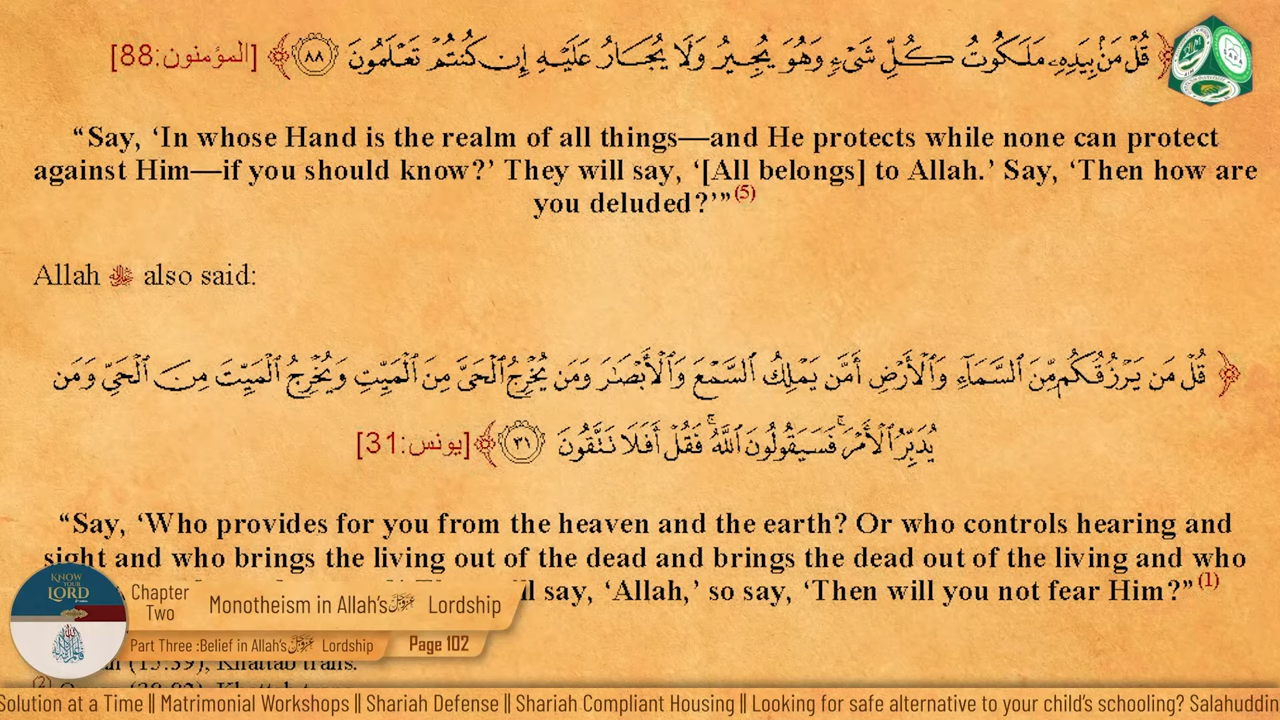 ﴿قُلْ مَنۢ بِيَدِهِۦ مَلَكُوتُ كُلِّ شَىْءٍ وَهُوَ يُجِيرُ وَلَا يُجَارُ عَلَيْهِ إِن كُنتُمْ تَعْلَمُونَ ٨٨﴾ [المؤمنون:88]
“Say, ‘In whose Hand is the realm of all things—and He protects while none can protect
against Him—if you should know?’ They will say, ‘[All belongs] to Allah.’ Say, ‘Then how are
you deluded?’”(5)
Allah ﷻ also said:
﴿قُلْ مَن يَرْزُقُكُم مِّنَ ٱلسَّمَآءِ وَٱلْأَرْضِ أَمَّن يَمْلِكُ ٱلسَّمْعَ وَٱلْأَبْصَـٰرَ وَمَن يُخْرِجُ ٱلْحَىَّ مِنَ ٱلْمَيِّتِ وَيُخْرِجُ ٱلْمَيِّتَ مِنَ ٱلْحَىِّ وَمَن
يُدَبِّرُ ٱلْأَمْرَ ۚ فَسَيَقُولُونَ ٱللَّهُ ۚ فَقُلْ أَفَلَا تَتَّقُونَ ٣١﴾ [يونس:31]
“Say, ‘Who provides for you from the heaven and the earth? Or who controls hearing and
sight and who brings the living out of the dead and brings the dead out of the living and who
say, ‘Allah,’ so say, ‘Then will you not fear Him?”(1)
KNOW YOUR LORD
Chapter Two
Monotheism in Allah’s Lordship
Part Three :Belief in Allah’s Lordship
Page 102
(15:39), Khattab trans.
Solution at a Time || Matrimonial Workshops || Shariah Defense || Shariah Compliant Housing || Looking for safe alternative to your child’s schooling? Salahuddin